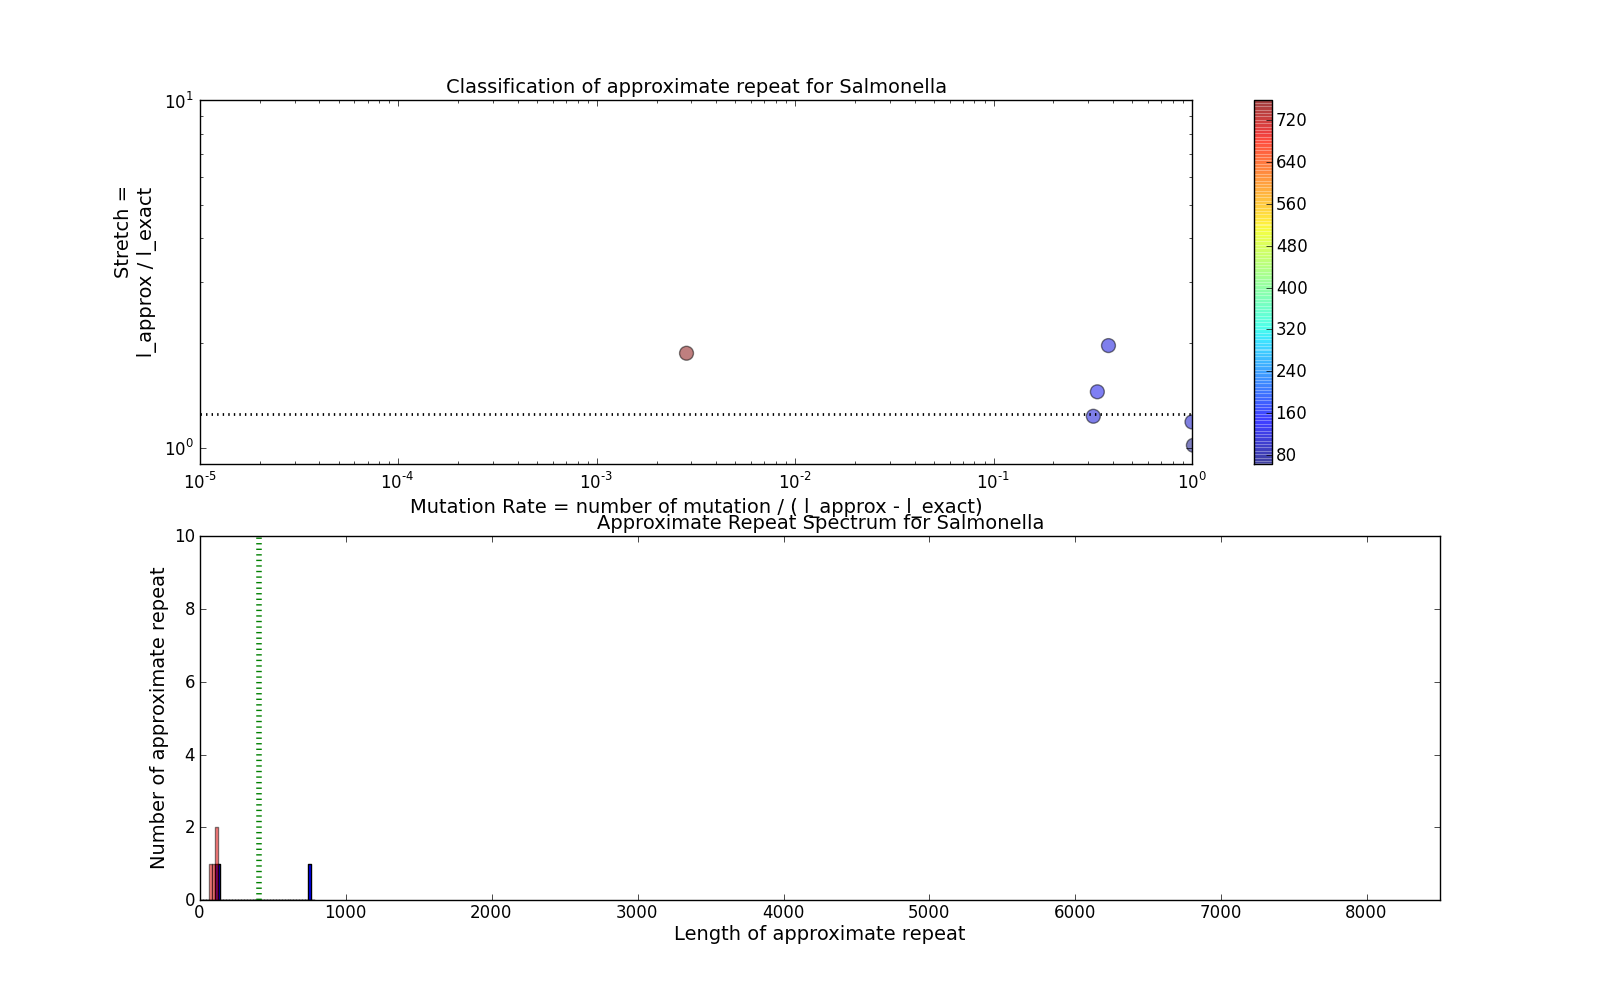 Classification of approximate repeat for Salmonella
Stretch =
l_approx / l_exact
10^1
10^0
10^-5 10^-4 10^-3 10^-2 10^-1 10^0
Mutation Rate = number of mutation / ( l_approx - l_exact)
720
640
560
480
400
320
240
160
80
Approximate Repeat Spectrum for Salmonella
Number of approximate repeat
10
8
6
4
2
0
0 1000 2000 3000 4000 5000 6000 7000 8000
Length of approximate repeat